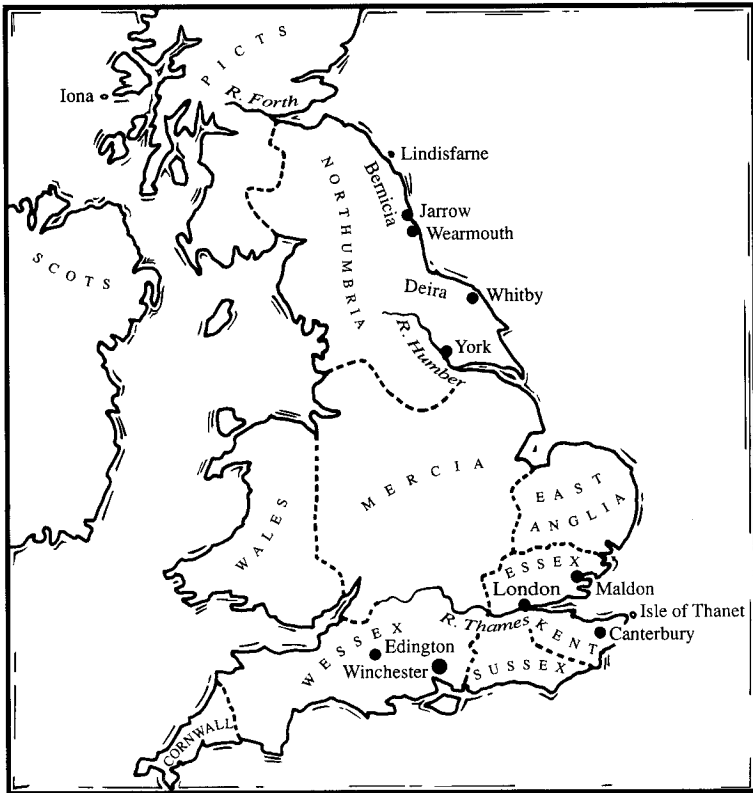 PICTS
Iona
R. Forth
Lindisfarne
NORTHUMBRIA
Bernicia
Jarrow
Wearmouth
SCOTS
Deira
Whitby
R. Humber
York
MERCIA
EAST
ANGLIA
WALES
ESSEX
London
Maldon
Isle of Thanet
R. Thames
KENT
Canterbury
WESSEX
Edington
Winchester
SUSSEX
CORNWALL